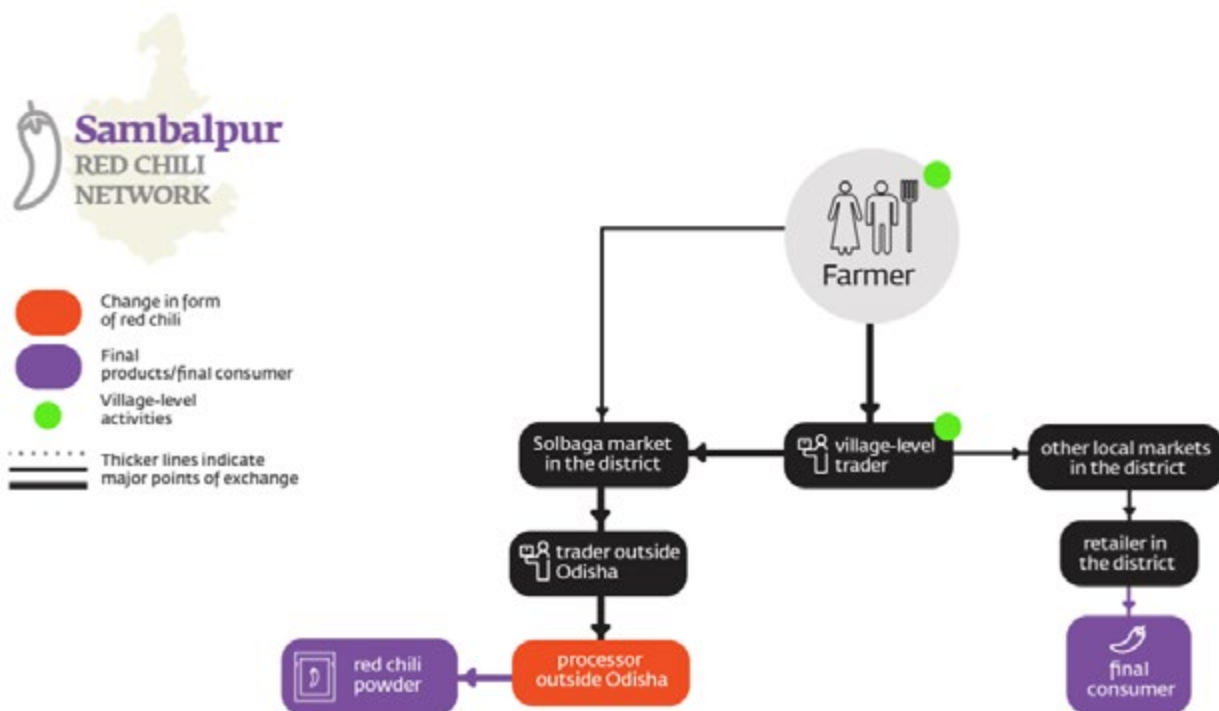 Sambalpur
RED CHILI
NETWORK
Change in form
of red chili
Final
products/final consumer
Village-level
activities
Thicker lines indicate
major points of exchange
Farmer
Solbaga market
in the district
village-level
trader
other local markets
in the district
trader outside
Odisha
retailer in
the district
red chili
powder
processor
outside Odisha
final
consumer